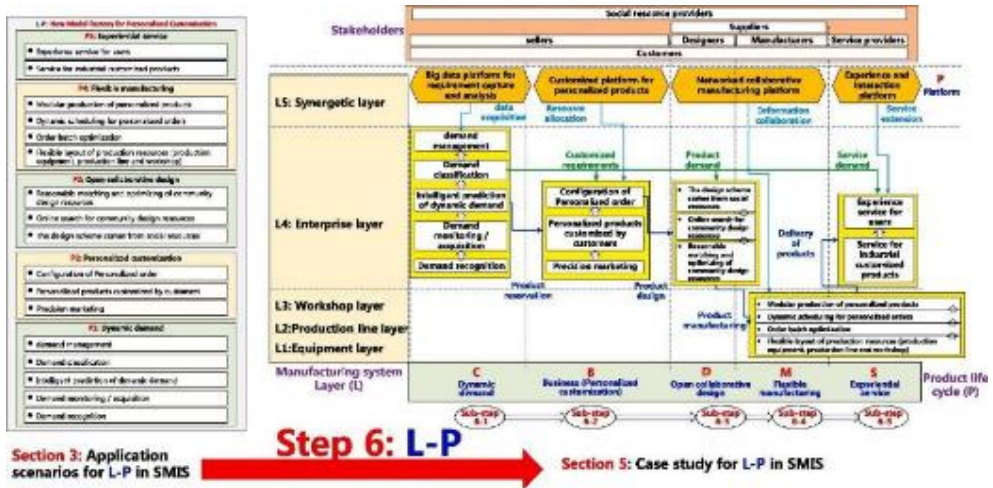 L-P: New Model Factory for Personalized Customization
P5: Experiential service
Experience service for users
Service for industrial customized products
P4: Flexible manufacturing
Modular production of personalized products
Dynamic scheduling for personalized orders
Order batch optimization
Flexible layout of production resources (production
equipment, production line and workshop)
P3: Open collaborative design
Reasonable matching and optimizing of community
design resources
Online search for community design resources
The design scheme comes from social resources
P2: Personalized customization
Configuration of Personalized order
Personalized products customized by customers
Precision marketing
P1: Dynamic demand
demand management
Demand classification
Intelligent prediction of dynamic demand
Demand monitoring / acquisition
Demand recognition
Section 3: Application
scenarios for L-P in SMIS
Stakeholders
Social resource providers
Suppliers
sellers
Designers
Manufacturers
Service providers
Customers
L5: Synergetic layer
Big data platform for
requirement capture
and analysis
Customized platform for
personalized products
Networked collaborative
manufacturing platform
Experience and
interaction
platform
P
Platform
data
acquisition
Resource
allocation
Information
collaboration
Service
extension
L4: Enterprise layer
demand
management
Demand
classification
Intelligent prediction
of dynamic demand
Demand
monitoring /
acquisition
Demand recognition
Customized
requirements
Configuration of
Personalized order
Personalized products
customized by
customers
Precision marketing
Product
demand
The design scheme
comes from social
resources
Online search for
community design
resources
Reasonable
matching and
optimizing of
community design
resources
Service
demand
Delivery
of
products
Experience
service for
users
Service for
industrial
customized
products
Product
reservation
Product
design
Product
manufacturing
L3: Workshop layer
L2:Production line layer
L1:Equipment layer
Modular production of personalized products
Dynamic scheduling for personalized orders
Order batch optimization
Flexible layout of production resources (production
equipment, production line and workshop)
Manufacturing system
Layer (L)
C
Dynamic
demand
B
Business (Personalized
customization)
D
Open collaborative
design
M
Flexible
manufacturing
S
Experiential
service
Product life
cycle (P)
Sub-step
6-1
Sub-step
6-2
Sub-step
6-3
Sub-step
6-4
Sub-step
6-5
Step 6: L-P
Section 5: Case study for L-P in SMIS